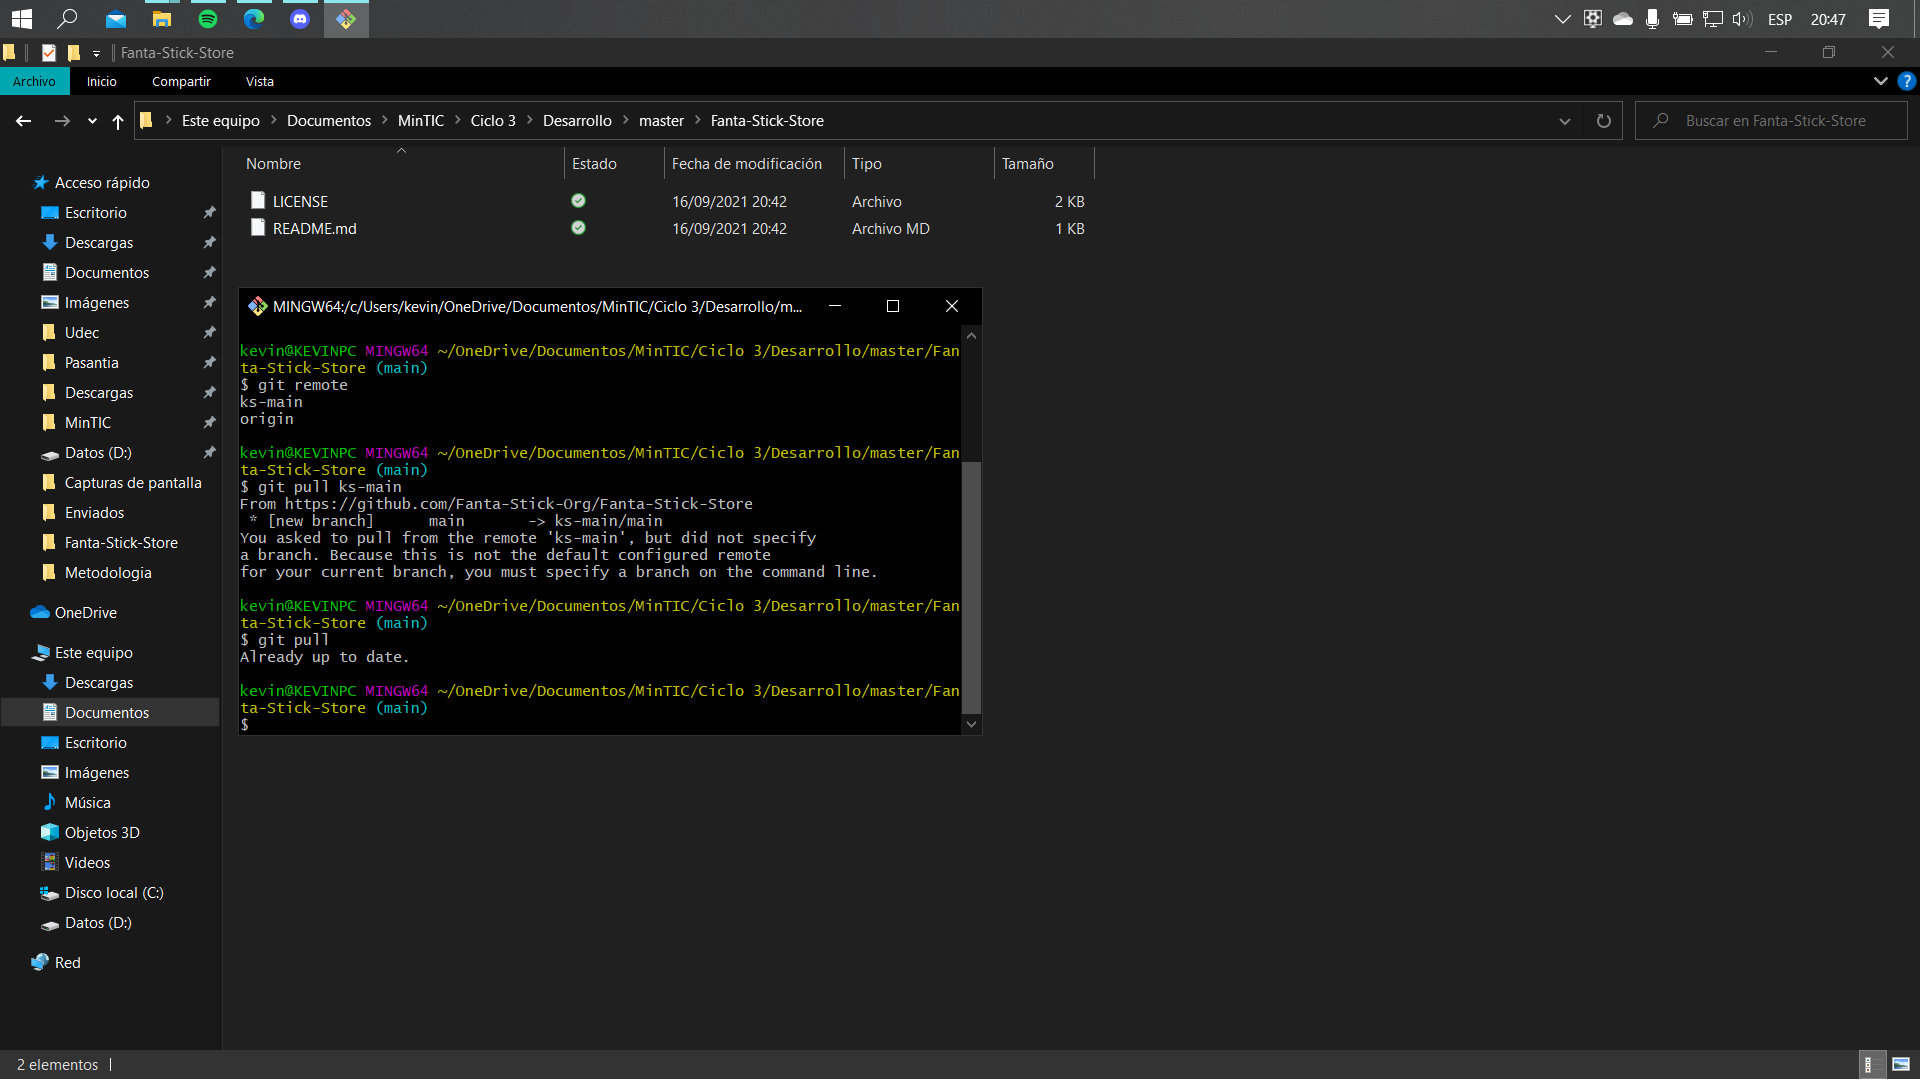 ESP
20:47
Fanta-Stick-Store
Archivo
Inicio
Compartir
Vista
Este equipo
Documentos
MinTIC
Ciclo 3
Desarrollo
master
Fanta-Stick-Store
Buscar en Fanta-Stick-Store
Nombre
Estado
Fecha de modificación
Tipo
Tamaño
LICENSE
16/09/2021 20:42
Archivo
2 KB
README.md
16/09/2021 20:42
Archivo MD
1 KB
Acceso rápido
Escritorio
Descargas
Documentos
Imágenes
Udec
Pasantia
Descargas
MinTIC
Datos (D:)
Capturas de pantalla
Enviados
Fanta-Stick-Store
Metodologia
OneDrive
Este equipo
Descargas
Documentos
Escritorio
Imágenes
Música
Objetos 3D
Videos
Disco local (C:)
Datos (D:)
Red
MINGW64:/c/Users/kevin/OneDrive/Documentos/MinTIC/Ciclo 3/Desarrollo/m...
kevin@KEVINPC MINGW64 ~/OneDrive/Documentos/MinTIC/Ciclo 3/Desarrollo/master/Fan
ta-Stick-Store (main)
$ git remote
ks-main
origin
kevin@KEVINPC MINGW64 ~/OneDrive/Documentos/MinTIC/Ciclo 3/Desarrollo/master/Fan
ta-Stick-Store (main)
$ git pull ks-main
From https://github.com/Fanta-Stick-Org/Fanta-Stick-Store
* [new branch]      main       -> ks-main/main
You asked to pull from the remote 'ks-main', but did not specify
a branch. Because this is not the default configured remote
for your current branch, you must specify a branch on the command line.
kevin@KEVINPC MINGW64 ~/OneDrive/Documentos/MinTIC/Ciclo 3/Desarrollo/master/Fan
ta-Stick-Store (main)
$ git pull
Already up to date.
kevin@KEVINPC MINGW64 ~/OneDrive/Documentos/MinTIC/Ciclo 3/Desarrollo/master/Fan
ta-Stick-Store (main)
$
2 elementos